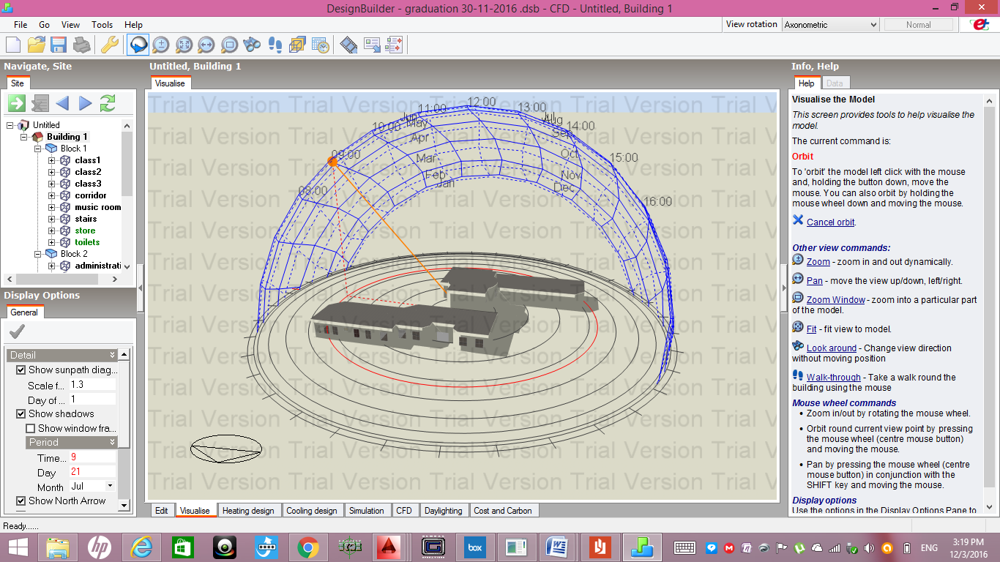 DesignBuilder - graduation 30-11-2016 .dsb - CFD - Untitled, Building 1
File Go View Tools Help
View rotation Axonometric Normal
Navigate, Site
Site
Untitled
Building 1
Block 1
class1
class2
class3
corridor
music room
stairs
store
toilets
Block 2
administrati
Display Options
General
Detail
Show sunpath diag...
Scale f... 1.3
Day of ... 1
Show shadows
Show window fra...
Period
Time... 9
Day 21
Month Jul
Show North Arrow
Untitled, Building 1
Visualise
Trial Version Trial Version Trial Version Trial Version Trial
12:00
11:00 13:00
10:00 14:00
09:00 15:00
08:00 16:00
Jun Jul
May Aug
Apr Sep
Mar Oct
Feb Nov
Jan Dec
Edit Visualise Heating design Cooling design Simulation CFD Daylighting Cost and Carbon
Info, Help
Help Data
Visualise the Model
This screen provides tools to help visualise the
model.
The current command is:
Orbit
To 'orbit' the model left click with the mouse
and, holding the button down, move the
mouse. You can also orbit by holding the
mouse wheel down and moving the mouse.
Cancel orbit.
Other view commands:
Zoom - zoom in and out dynamically.
Pan - move the view up/down, left/right.
Zoom Window - zoom into a particular part
of the model.
Fit - fit view to model.
Look around - Change view direction
without moving position
Walk-through - Take a walk round the
building using the mouse
Mouse wheel commands
• Zoom in/out by rotating the mouse wheel.
• Orbit round current view point by pressing
the mouse wheel (centre mouse button)
and moving the mouse.
• Pan by pressing the mouse wheel (centre
mouse button) in conjunction with the
SHIFT key and moving the mouse.
Display options
Use the options in the Display Options Pane to
Ready......
hp
box
ENG
3:19 PM
12/3/2016